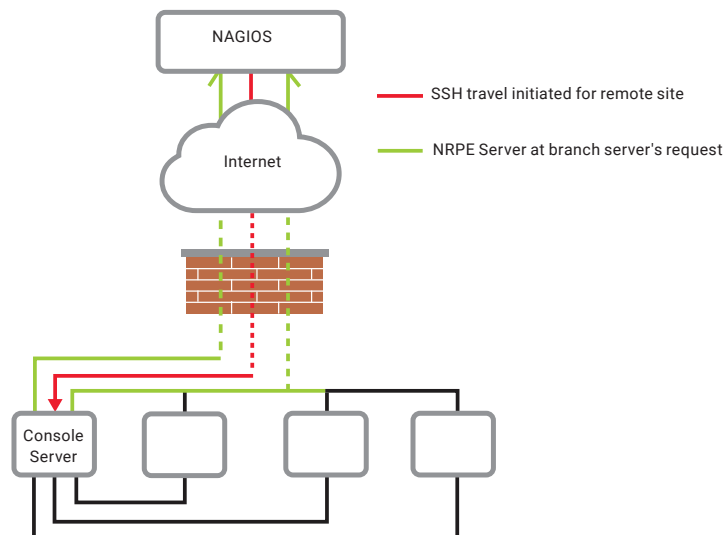 NAGIOS
SSH travel initiated for remote site
NRPE Server at branch server's request
Internet
Console
Server